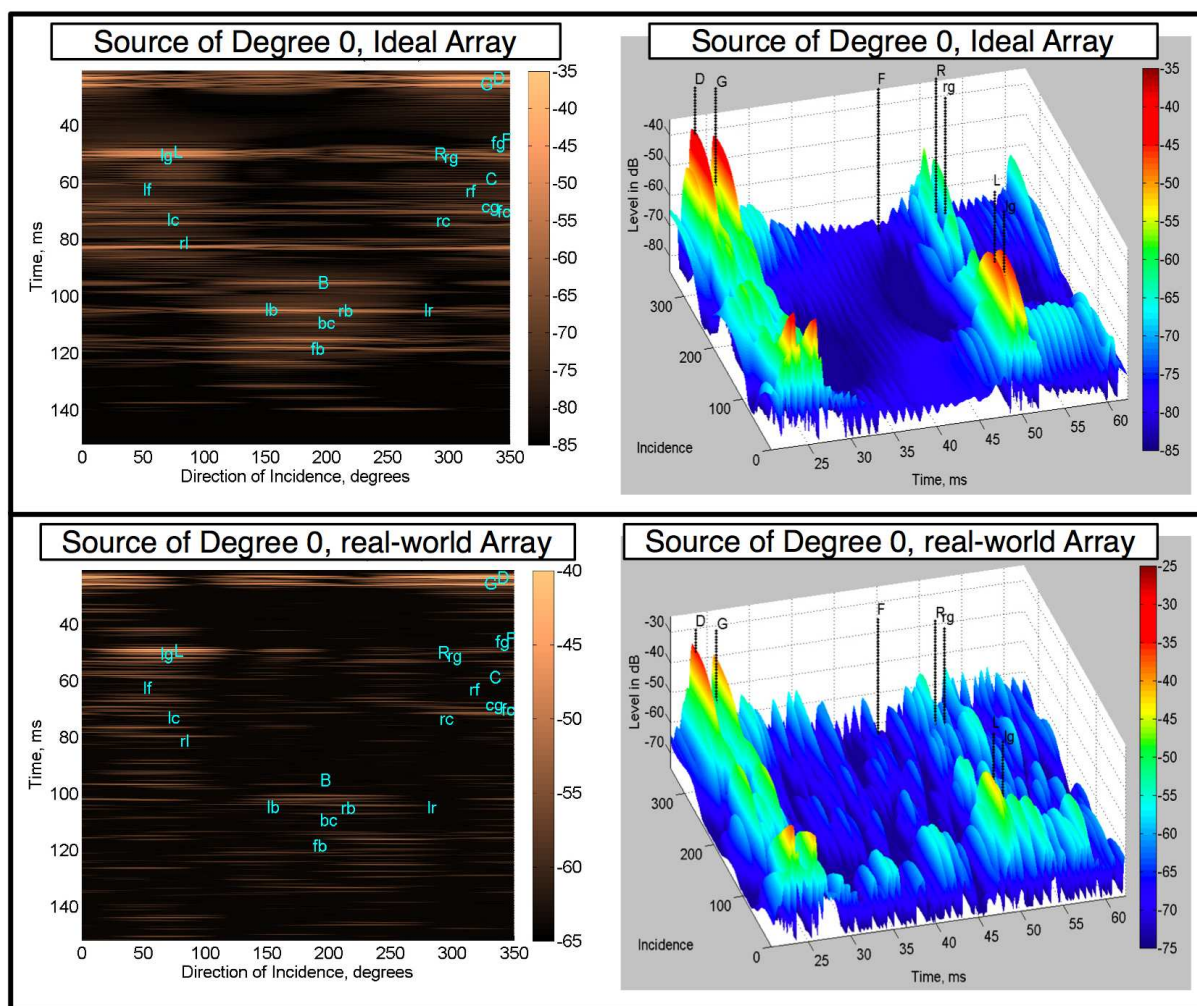 Source of Degree 0, Ideal Array
D
G
fg F
lg L R rg
C
lf rf
cg fc
lc rc
rl
B
lb rb lr
bc
fb
40
60
80
100
120
140
Time, ms
0 50 100 150 200 250 300 350
Direction of Incidence, degrees
-35
-40
-45
-50
-55
-60
-65
-70
-75
-80
-85
Source of Degree 0, Ideal Array
D G F R rg L lg
-40
-50
-60
-70
-80
Level in dB
300
200
100
0
Incidence
25 30 35 40 45 50 55 60
Time, ms
-35
-40
-45
-50
-55
-60
-65
-70
-75
-80
-85
Source of Degree 0, real-world Array
D
G
fg F
lg L R rg
C
lf rf
cg fc
lc rc
rl
B
lb rb lr
bc
fb
40
60
80
100
120
140
Time, ms
0 50 100 150 200 250 300 350
Direction of Incidence, degrees
-40
-45
-50
-55
-60
-65
Source of Degree 0, real-world Array
D G F R rg lg
-30
-40
-50
-60
-70
Level in dB
300
200
100
0
Incidence
25 30 35 40 45 50 55 60
Time, ms
-25
-30
-35
-40
-45
-50
-55
-60
-65
-70
-75